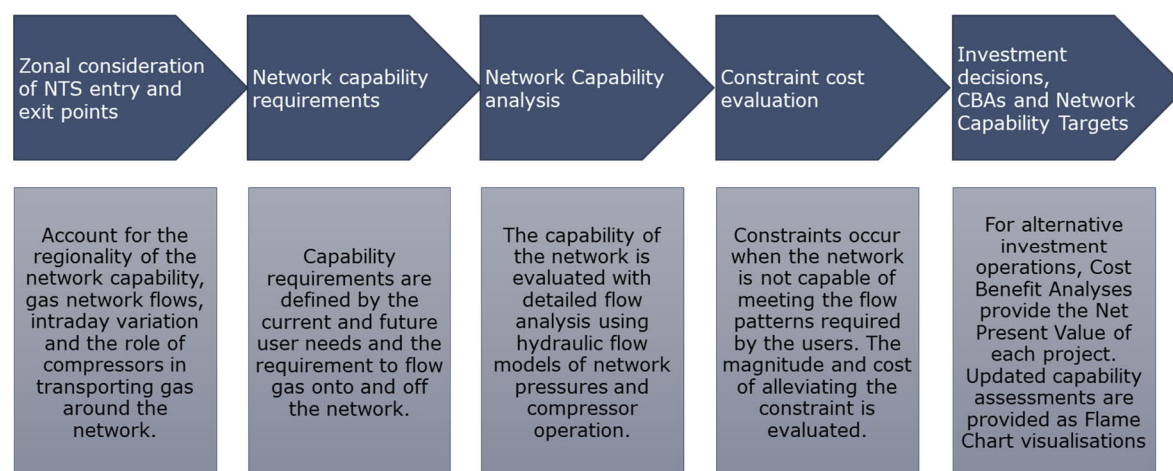 Zonal consideration
of NTS entry and
exit points
Network capability
requirements
Network Capability
analysis
Constraint cost
evaluation
Investment
decisions,
CBAs and Network
Capability Targets
Account for the
regionality of the
network capability,
gas network flows,
intraday variation
and the role of
compressors in
transporting gas
around the
network.
Capability
requirements are
defined by the
current and future
user needs and the
requirement to flow
gas onto and off
the network.
The capability of
the network is
evaluated with
detailed flow
analysis using
hydraulic flow
models of network
pressures and
compressor
operation.
Constraints occur
when the network
is not capable of
meeting the flow
patterns required
by the users. The
magnitude and cost
of alleviating the
constraint is
evaluated.
For alternative
investment
operations, Cost
Benefit Analyses
provide the Net
Present Value of
each project.
Updated capability
assessments are
provided as Flame
Chart visualisations